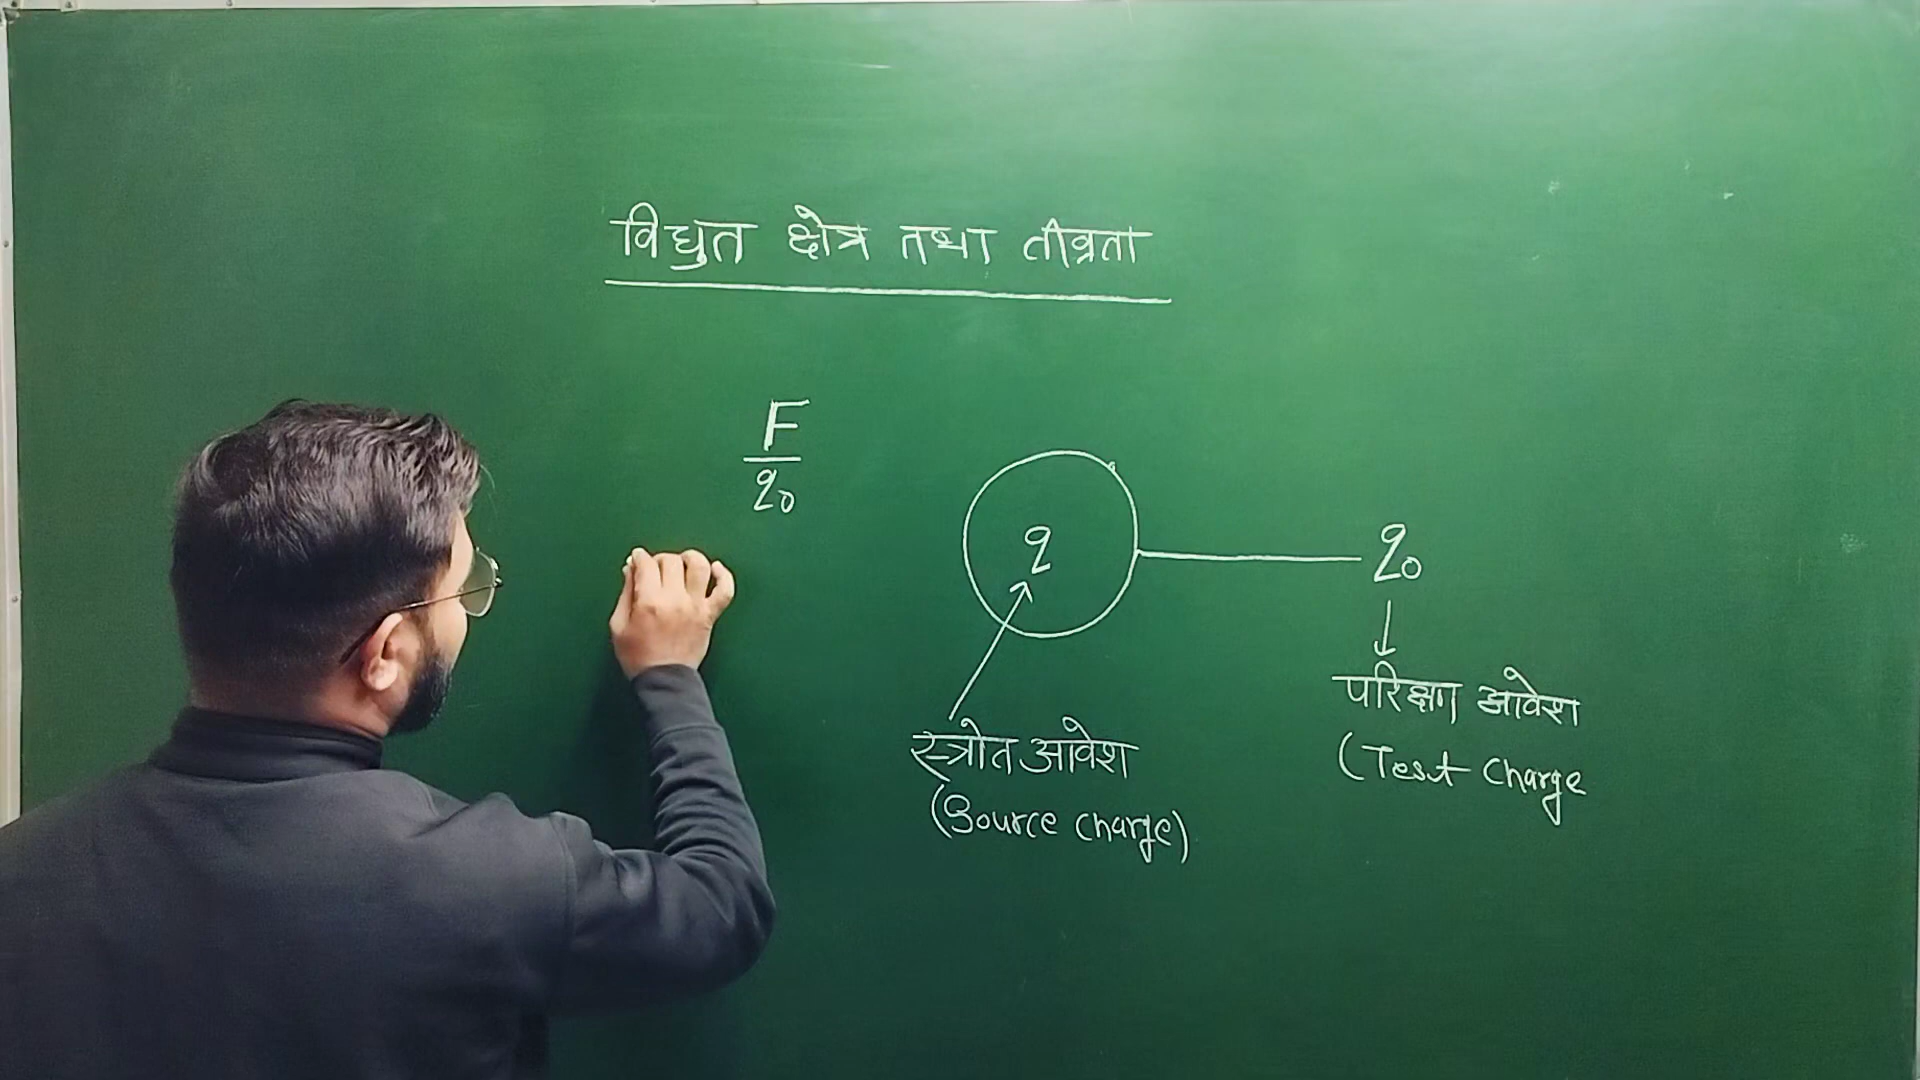 विधुत क्षेत्र तथा तीव्रता
F
q₀
q
q₀
स्त्रोत आवेश
(Source charge)
परिक्षण आवेश
(Test charge